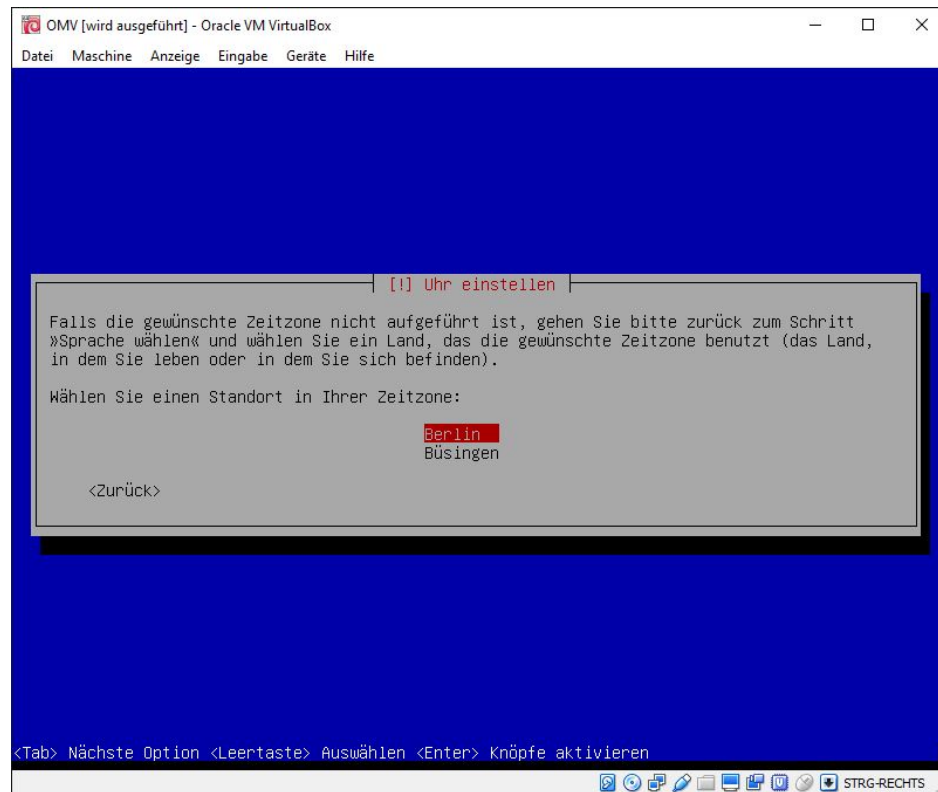 OMV [wird ausgeführt] - Oracle VM VirtualBox
Datei Maschine Anzeige Eingabe Geräte Hilfe
[!] Uhr einstellen
Falls die gewünschte Zeitzone nicht aufgeführt ist, gehen Sie bitte zurück zum Schritt
»Sprache wählen« und wählen Sie ein Land, das die gewünschte Zeitzone benutzt (das Land,
in dem Sie leben oder in dem Sie sich befinden).
Wählen Sie einen Standort in Ihrer Zeitzone:
Berlin
Büsingen
<Zurück>
<Tab> Nächste Option <Leertaste> Auswählen <Enter> Knöpfe aktivieren
STRG-RECHTS